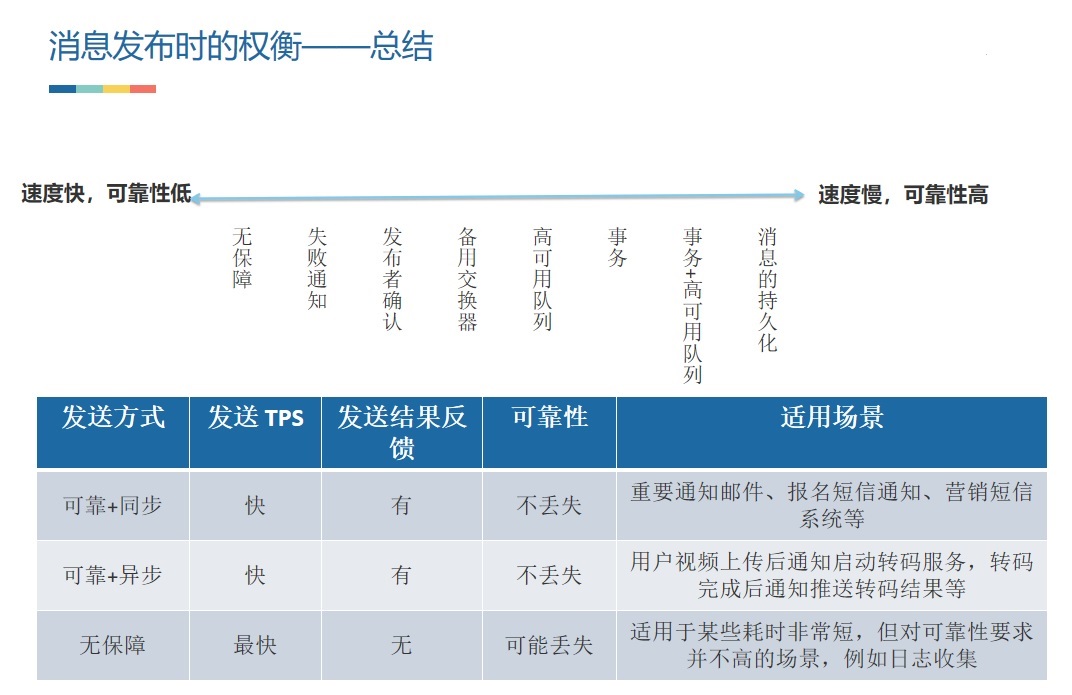 消息发布时的权衡——总结
速度快，可靠性低
速度慢，可靠性高
无保障
失败通知
发布者确认
备用交换器
高可用队列
事务
事务+高可用队列
消息的持久化
发送方式
发送 TPS
发送结果反
馈
可靠性
适用场景
可靠+同步
快
有
不丢失
重要通知邮件、报名短信通知、营销短信
系统等
可靠+异步
快
有
不丢失
用户视频上传后通知启动转码服务，转码
完成后通知推送转码结果等
无保障
最快
无
可能丢失
适用于某些耗时非常短，但对可靠性要求
并不高的场景，例如日志收集